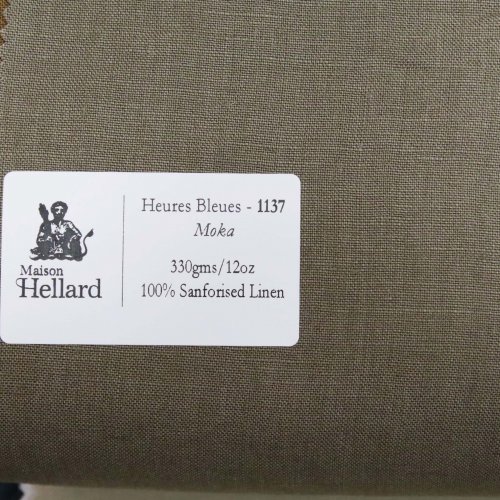 Maison
Hellard
Heures Bleues - 1137
Moka
330gms/12oz
100% Sanforised Linen